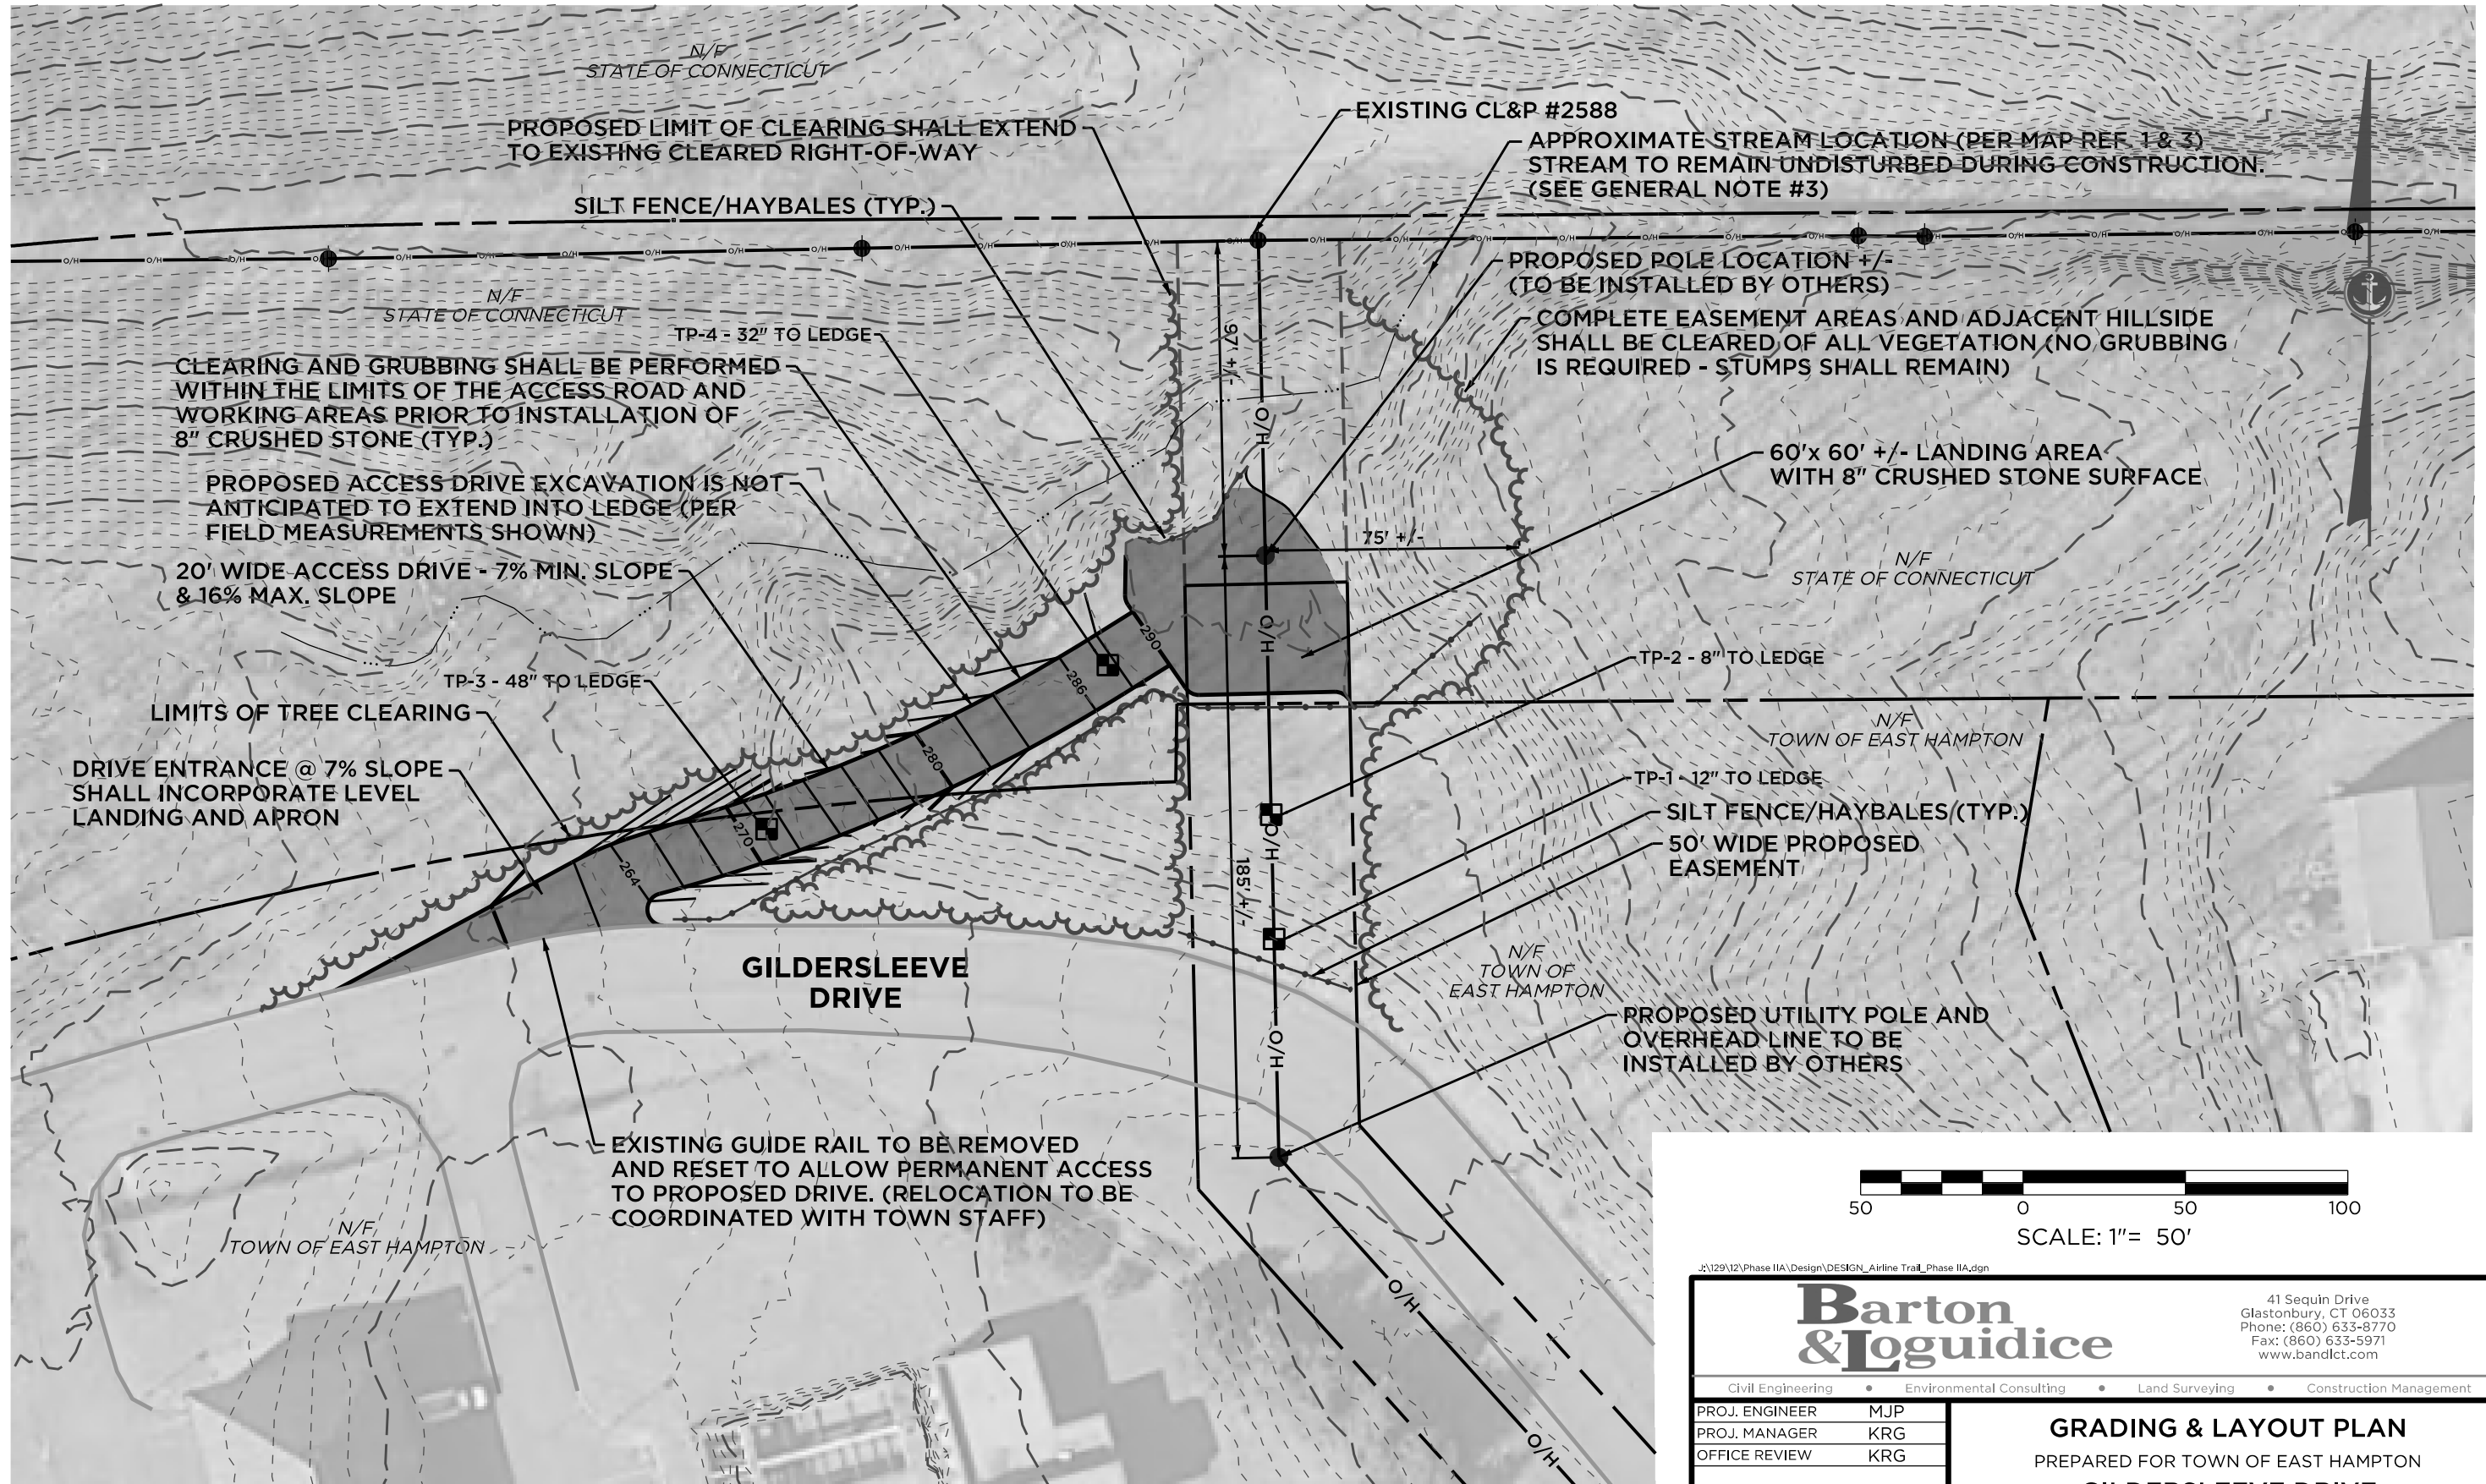 N/F
STATE OF CONNECTICUT
PROPOSED LIMIT OF CLEARING SHALL EXTEND
TO EXISTING CLEARED RIGHT-OF-WAY
EXISTING CL&P #2588
APPROXIMATE STREAM LOCATION (PER MAP REF. 1 & 3)
STREAM TO REMAIN UNDISTURBED DURING CONSTRUCTION.
(SEE GENERAL NOTE #3)
SILT FENCE/HAYBALES (TYP.)
O/H O/H O/H O/H O/H O/H O/H O/H O/H O/H O/H O/H O/H O/H O/H O/H O/H O/H O/H O/H O/H O/H O/H O/H O/H O/H O/H O/H O/H
PROPOSED POLE LOCATION +/-
(TO BE INSTALLED BY OTHERS)
N/F
STATE OF CONNECTICUT
TP-4 - 32" TO LEDGE
97' +/-
COMPLETE EASEMENT AREAS AND ADJACENT HILLSIDE
SHALL BE CLEARED OF ALL VEGETATION (NO GRUBBING
IS REQUIRED - STUMPS SHALL REMAIN)
CLEARING AND GRUBBING SHALL BE PERFORMED
WITHIN THE LIMITS OF THE ACCESS ROAD AND
WORKING AREAS PRIOR TO INSTALLATION OF
8" CRUSHED STONE (TYP.)
O/H
60'x 60' +/- LANDING AREA
WITH 8" CRUSHED STONE SURFACE
PROPOSED ACCESS DRIVE EXCAVATION IS NOT
ANTICIPATED TO EXTEND INTO LEDGE (PER
FIELD MEASUREMENTS SHOWN)
75' +/-
N/F
STATE OF CONNECTICUT
20' WIDE ACCESS DRIVE - 7% MIN. SLOPE
& 16% MAX. SLOPE
O/H
290
286
280
270
264
TP-3 - 48" TO LEDGE
TP-2 - 8" TO LEDGE
LIMITS OF TREE CLEARING
N/F
TOWN OF EAST HAMPTON
DRIVE ENTRANCE @ 7% SLOPE
SHALL INCORPORATE LEVEL
LANDING AND APRON
TP-1 - 12" TO LEDGE
SILT FENCE/HAYBALES (TYP.)
50' WIDE PROPOSED
EASEMENT
O/H
185' +/-
GILDERSLEEVE
DRIVE
N/F
TOWN OF
EAST HAMPTON
O/H
PROPOSED UTILITY POLE AND
OVERHEAD LINE TO BE
INSTALLED BY OTHERS
EXISTING GUIDE RAIL TO BE REMOVED
AND RESET TO ALLOW PERMANENT ACCESS
TO PROPOSED DRIVE. (RELOCATION TO BE
COORDINATED WITH TOWN STAFF)
N/F
TOWN OF EAST HAMPTON
O/H
O/H
50 0 50 100
SCALE: 1"= 50'
J:\129\12\Phase IIA\Design\DESIGN_Airline Trail_Phase IIA.dgn
Barton
&Loguidice
41 Sequin Drive
Glastonbury, CT 06033
Phone: (860) 633-8770
Fax: (860) 633-5971
www.bandlct.com
Civil Engineering • Environmental Consulting • Land Surveying • Construction Management
PROJ. ENGINEER MJP
PROJ. MANAGER KRG
OFFICE REVIEW KRG
GRADING & LAYOUT PLAN
PREPARED FOR TOWN OF EAST HAMPTON
GILDERSLEEVE DRIVE